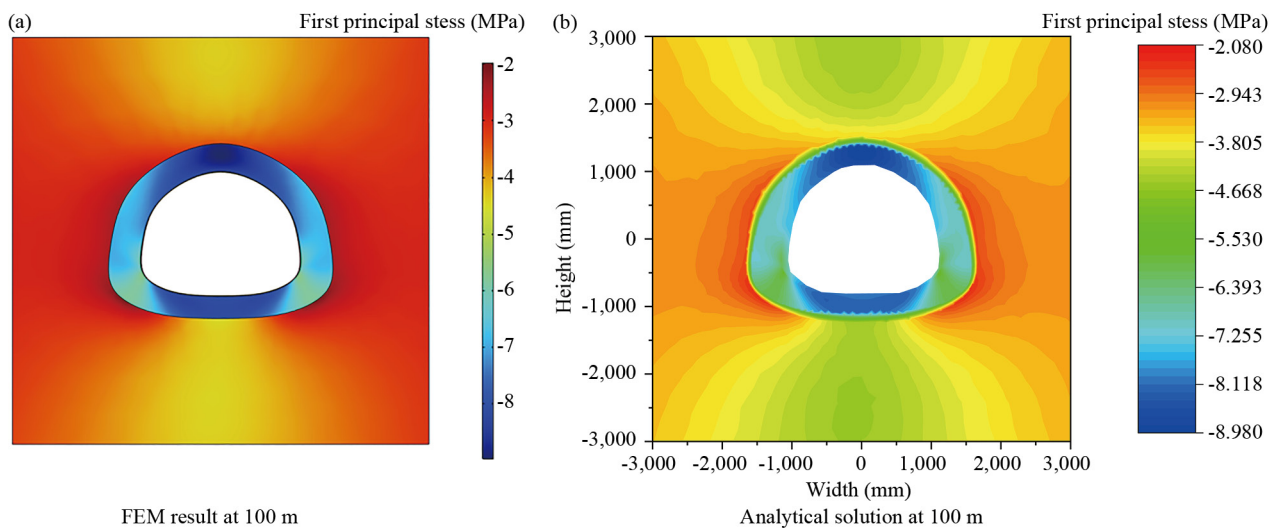 (a)
First principal stess (MPa)
-2
-3
-4
-5
-6
-7
-8
FEM result at 100 m
(b)
First principal stess (MPa)
Height (mm)
3,000
2,000
1,000
0
-1,000
-2,000
-3,000
-3,000 -2,000 -1,000 0 1,000 2,000 3,000
Width (mm)
-2.080
-2.943
-3.805
-4.668
-5.530
-6.393
-7.255
-8.118
-8.980
Analytical solution at 100 m